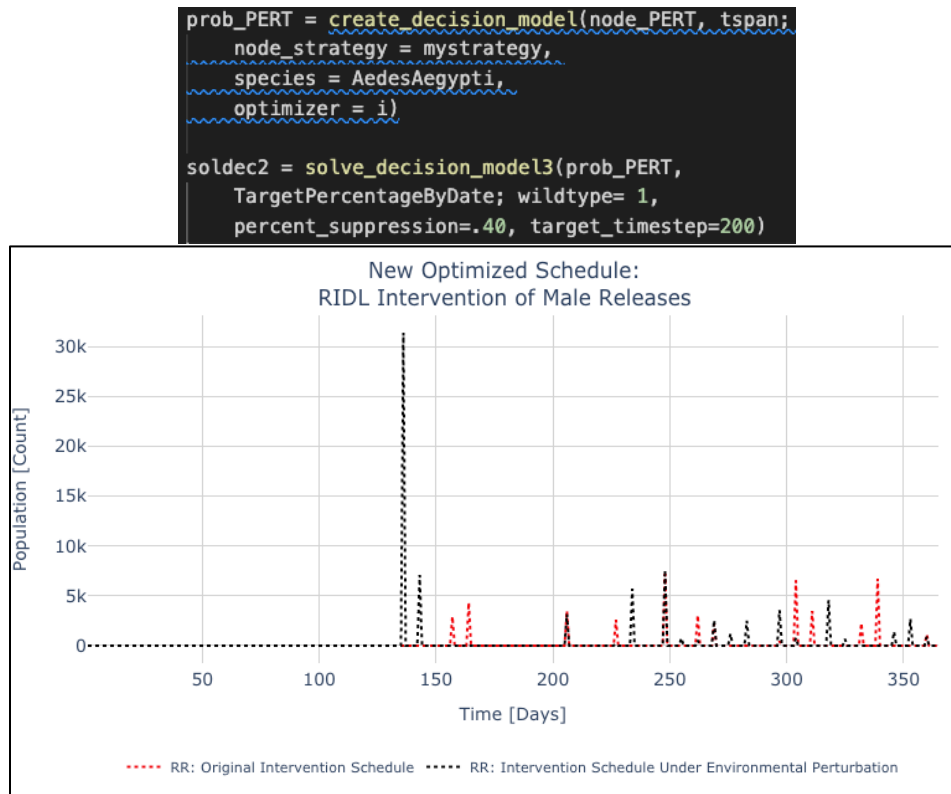 prob_PERT = create_decision_model(node_PERT, tspan;
node_strategy = mystrategy,
species = AedesAegypti,
optimizer = i)
soldec2 = solve_decision_model3(prob_PERT,
TargetPercentageByDate; wildtype= 1,
percent_suppression=.40, target_timestep=200)
New Optimized Schedule:
RIDL Intervention of Male Releases
Population [Count]
30k
25k
20k
15k
10k
5k
0
50
100
150
200
250
300
350
Time [Days]
RR: Original Intervention Schedule
RR: Intervention Schedule Under Environmental Perturbation